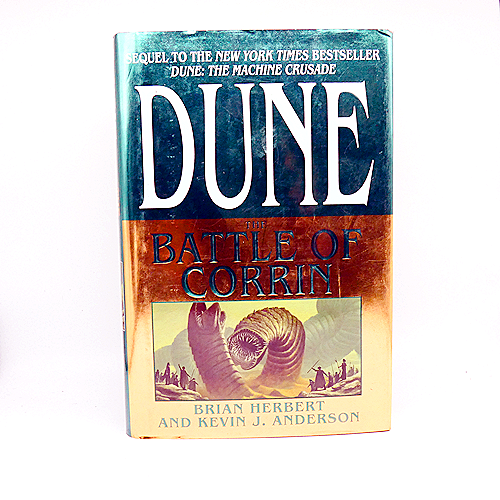 SEQUEL TO THE NEW YORK TIMES BESTSELLER
DUNE: THE MACHINE CRUSADE
DUNE
THE
BATTLE OF
CORRIN
BRIAN HERBERT
AND KEVIN J. ANDERSON